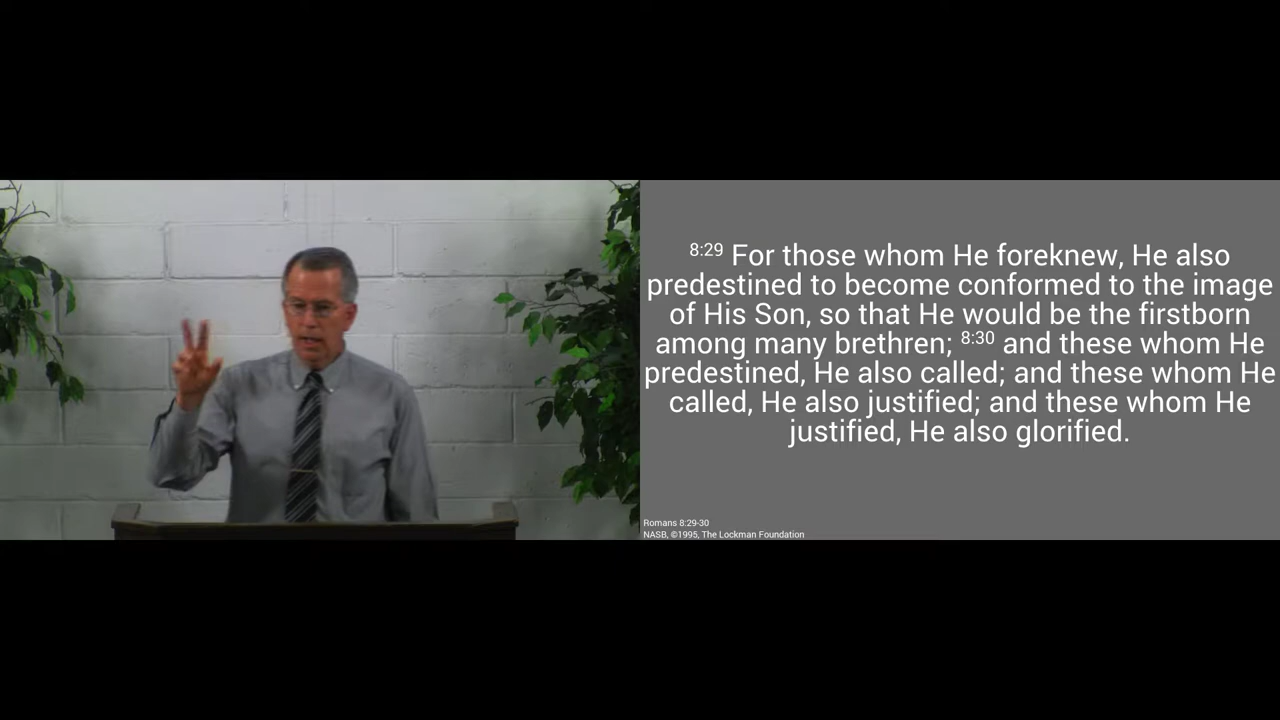 8:29 For those whom He foreknew, He also
predestined to become conformed to the image
of His Son, so that He would be the firstborn
among many brethren; 8:30 and these whom He
predestined, He also called; and these whom He
called, He also justified; and these whom He
justified, He also glorified.
Romans 8:29-30
NASB, ©1995, The Lockman Foundation